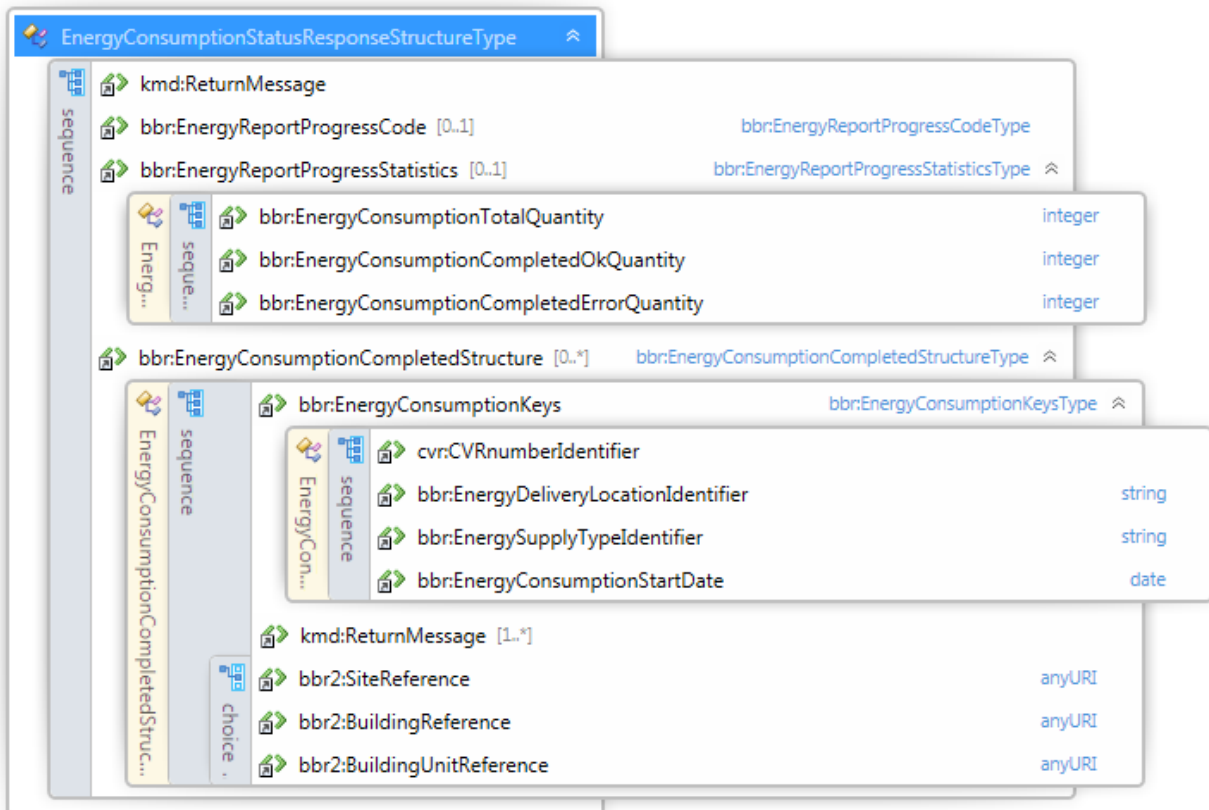 EnergyConsumptionStatusResponseStructureType
sequence
kmd:ReturnMessage
bbr:EnergyReportProgressCode [0..1] bbr:EnergyReportProgressCodeType
bbr:EnergyReportProgressStatistics [0..1] bbr:EnergyReportProgressStatisticsType
Energ...
seque...
bbr:EnergyConsumptionTotalQuantity integer
bbr:EnergyConsumptionCompletedOkQuantity integer
bbr:EnergyConsumptionCompletedErrorQuantity integer
bbr:EnergyConsumptionCompletedStructure [0..*] bbr:EnergyConsumptionCompletedStructureType
EnergyConsumptionCompletedStruc...
sequence
bbr:EnergyConsumptionKeys bbr:EnergyConsumptionKeysType
EnergyCon...
sequence
cvr:CVRnumberIdentifier
bbr:EnergyDeliveryLocationIdentifier string
bbr:EnergySupplyTypeIdentifier string
bbr:EnergyConsumptionStartDate date
kmd:ReturnMessage [1..*]
choice .
bbr2:SiteReference anyURI
bbr2:BuildingReference anyURI
bbr2:BuildingUnitReference anyURI